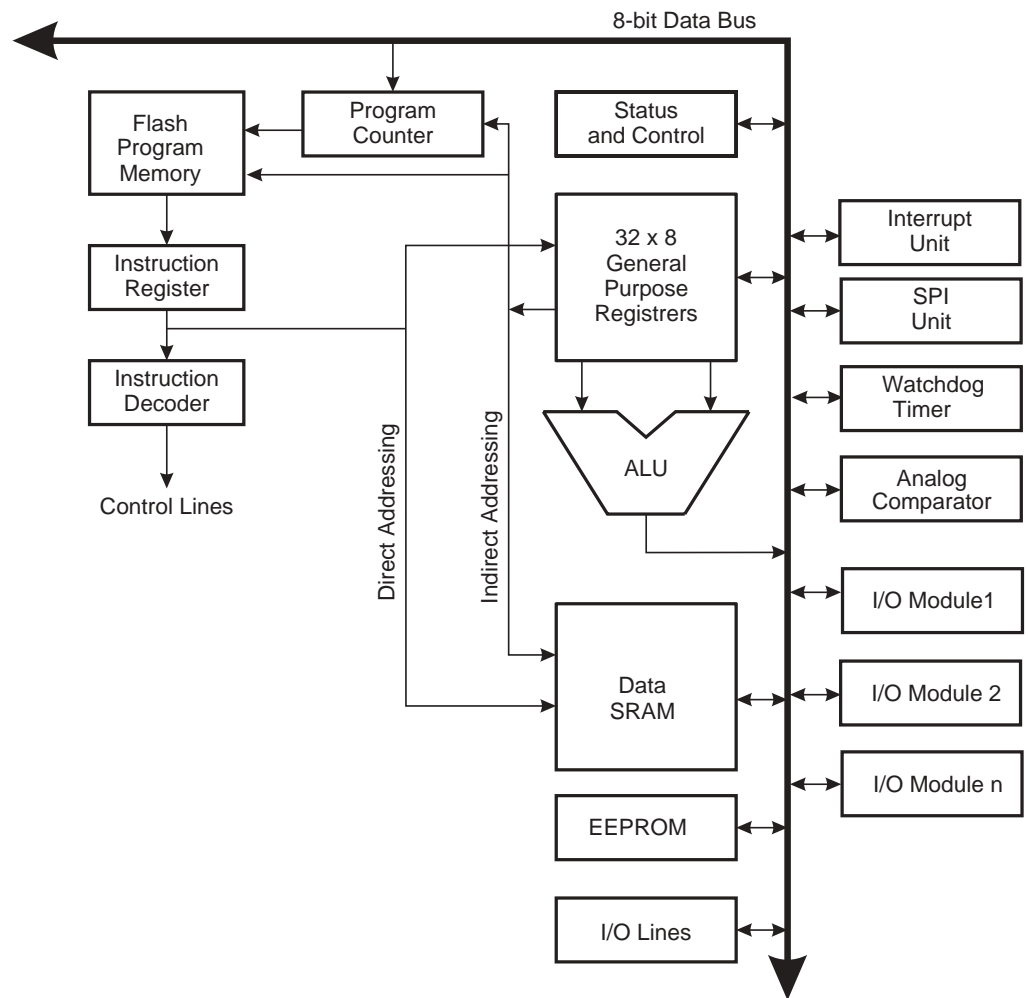 8-bit Data Bus
Flash
Program
Memory
Program
Counter
Status
and Control
Interrupt
Unit
32 x 8
General
Purpose
Registrers
Instruction
Register
SPI
Unit
Instruction
Decoder
Watchdog
Timer
ALU
Analog
Comparator
Control Lines
Direct Addressing
Indirect Addressing
I/O Module1
Data
SRAM
I/O Module 2
I/O Module n
EEPROM
I/O Lines